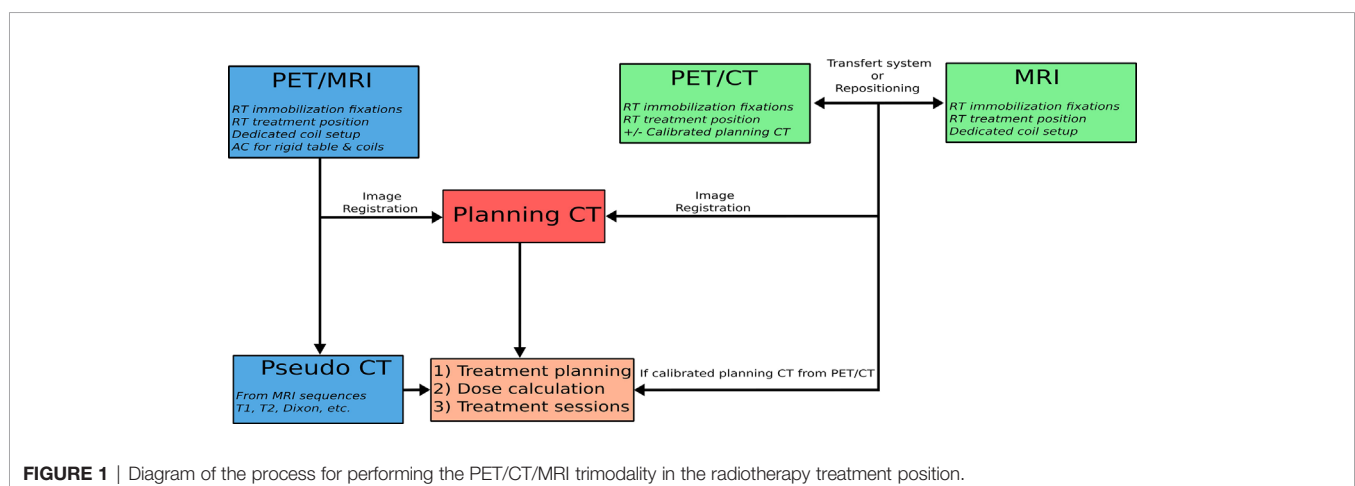 PET/MRI
RT immobilization fixations
RT treatment position
Dedicated coil setup
AC for rigid table & coils
PET/CT
RT immobilization fixations
RT treatment position
+/- Calibrated planning CT
Transfert system
or
Repositioning
MRI
RT immobilization fixations
RT treatment position
Dedicated coil setup
Image
Registration
Planning CT
Image
Registration
Pseudo CT
From MRI sequences
T1, T2, Dixon, etc.
1) Treatment planning
2) Dose calculation
3) Treatment sessions
If calibrated planning CT from PET/CT
FIGURE 1 | Diagram of the process for performing the PET/CT/MRI trimodality in the radiotherapy treatment position.